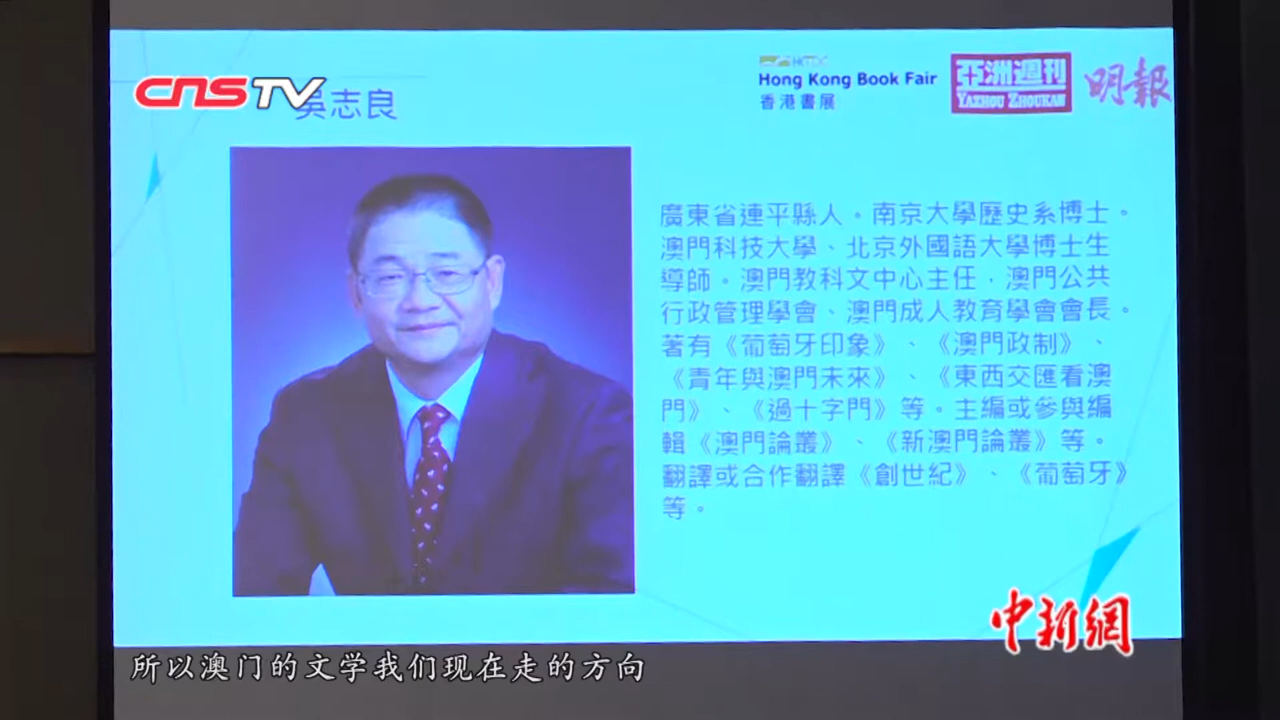 CNSTV
吳志良
Hong Kong Book Fair
香港書展
亞洲週刊
YAZHOU ZHOUKAN
明報
廣東省連平縣人。南京大學歷史系博士。
澳門科技大學、北京外國語大學博士生
導師。澳門教科文中心主任，澳門公共
行政管理學會、澳門成人教育學會會長。
著有《葡萄牙印象》、《澳門政制》、
《青年與澳門未來》、《東西交匯看澳
門》、《過十字門》等。主編或參與編
輯《澳門論叢》、《新澳門論叢》等。
翻譯或合作翻譯《創世紀》、《葡萄牙》
等。
中新網
所以澳门的文学我们现在走的方向